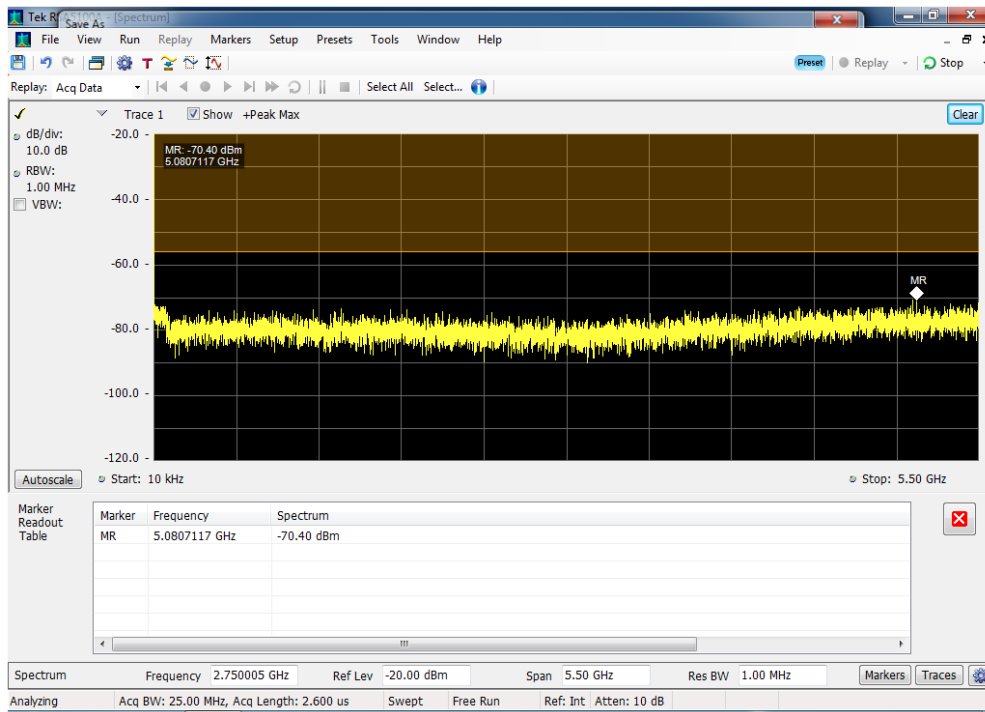 Tek RSA5100A - [Spectrum]
Save As
File View Run Replay Markers Setup Presets Tools Window Help
Preset Replay Stop
Replay: Acq Data Select All Select...
Trace 1 Show +Peak Max Clear
dB/div:
10.0 dB
RBW:
1.00 MHz
VBW:
-20.0
MR: -70.40 dBm
5.0807117 GHz
-40.0
-60.0
MR
-80.0
-100.0
-120.0
Autoscale Start: 10 kHz Stop: 5.50 GHz
Marker Readout Table
Marker Frequency Spectrum
MR 5.0807117 GHz -70.40 dBm
Spectrum Frequency 2.750005 GHz Ref Lev -20.00 dBm Span 5.50 GHz Res BW 1.00 MHz Markers Traces
Analyzing Acq BW: 25.00 MHz, Acq Length: 2.600 us Swept Free Run Ref: Int Atten: 10 dB